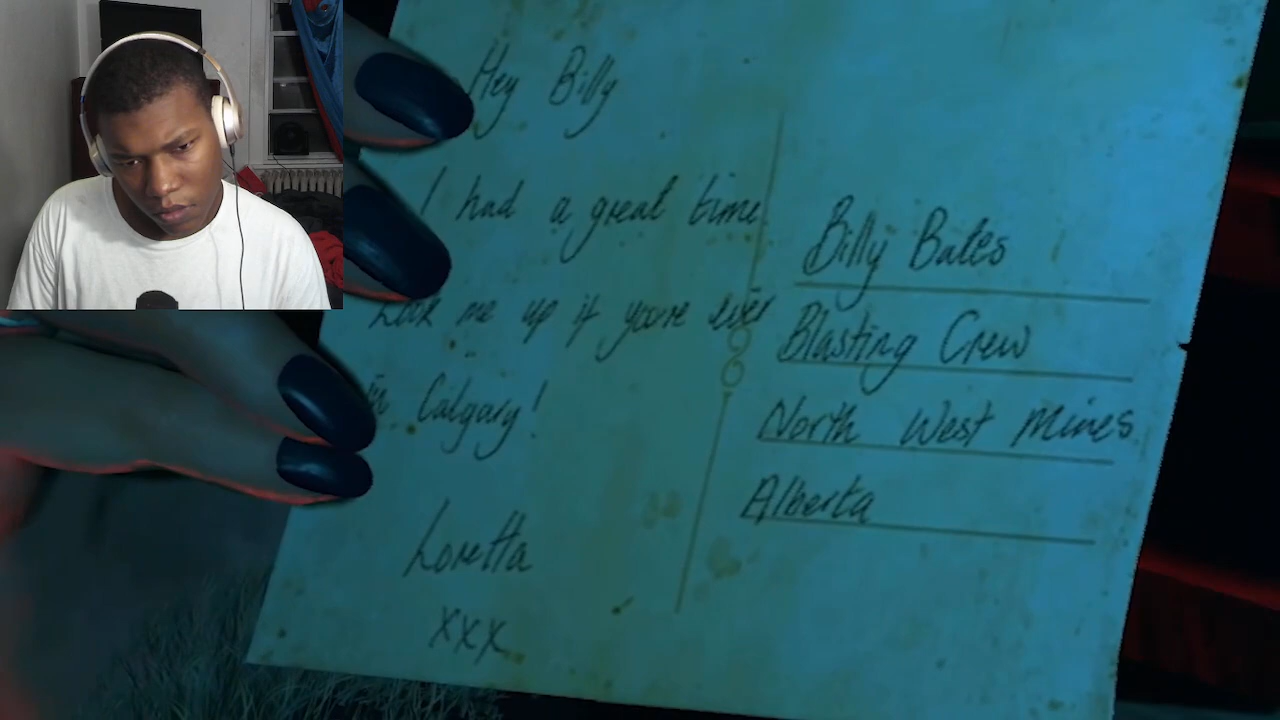 Hey Billy
I had a great time
Look me up if you're ever
in Calgary!
Loretta
xxx
Billy Bates
Blasting Crew
North West Mines
Alberta